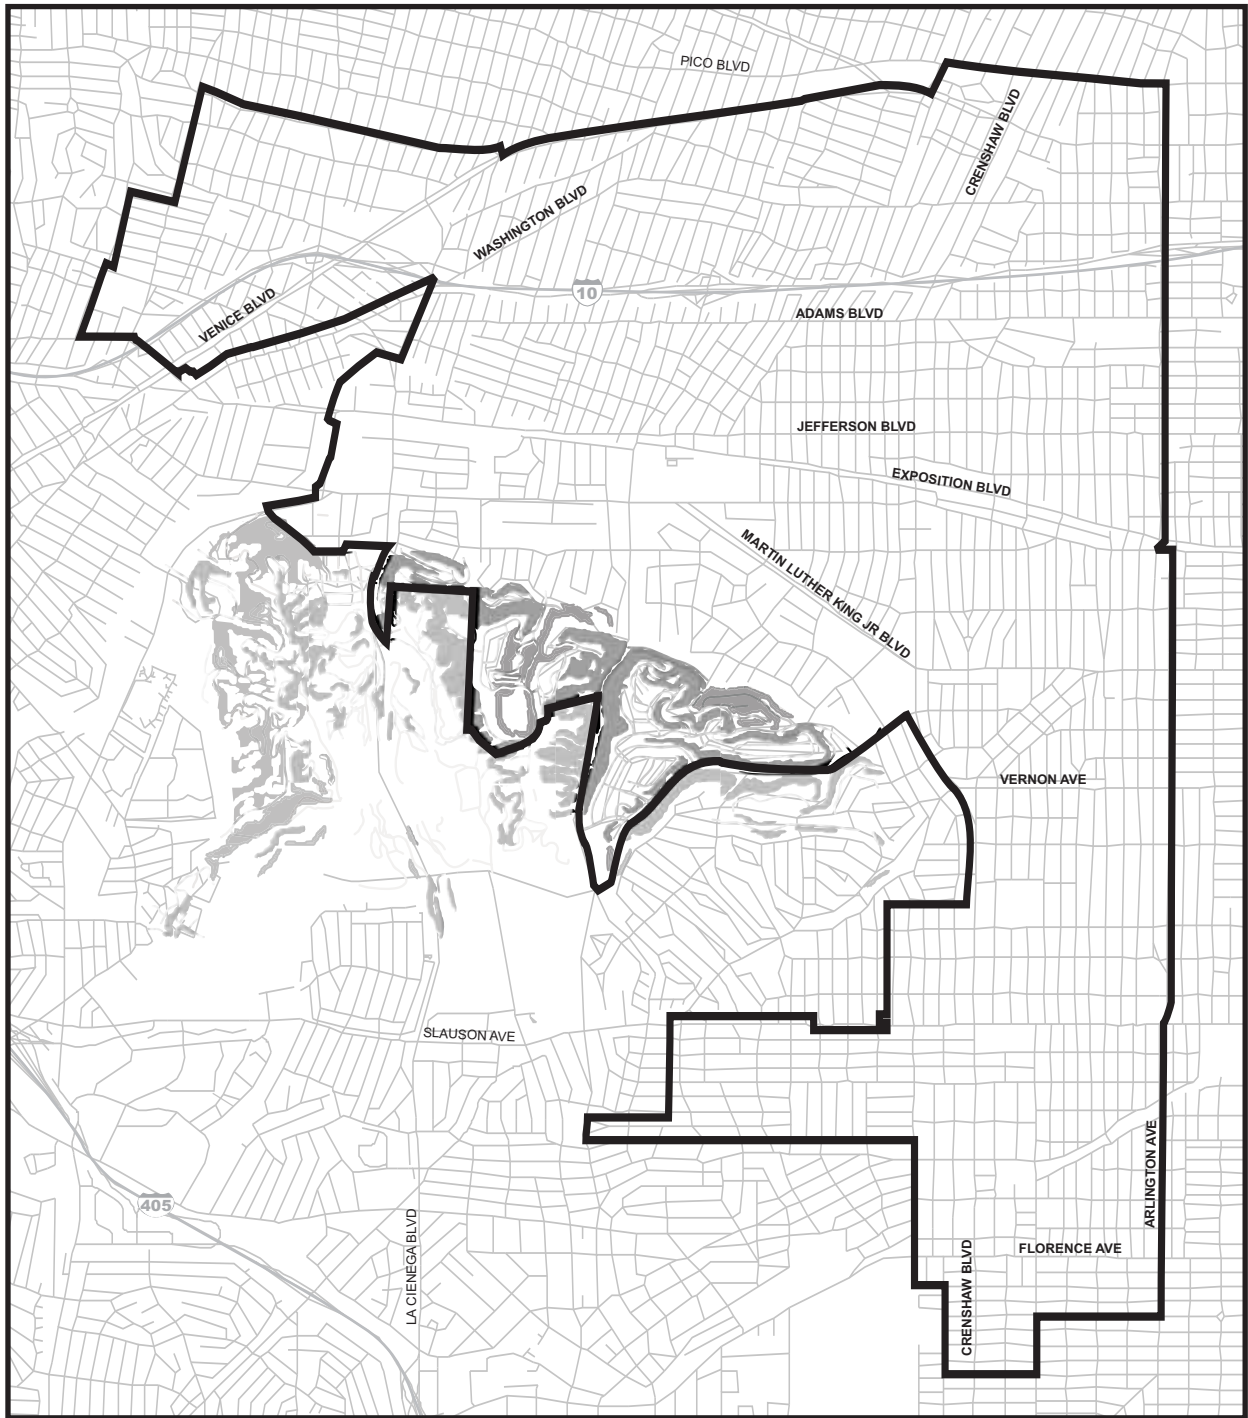 PICO BLVD
CRENSHAW BLVD
WASHINGTON BLVD
10
VENICE BLVD
ADAMS BLVD
JEFFERSON BLVD
EXPOSITION BLVD
MARTIN LUTHER KING JR BLVD
VERNON AVE
SLAUSON AVE
ARLINGTON AVE
405
LA CIENEGA BLVD
CRENSHAW BLVD
FLORENCE AVE